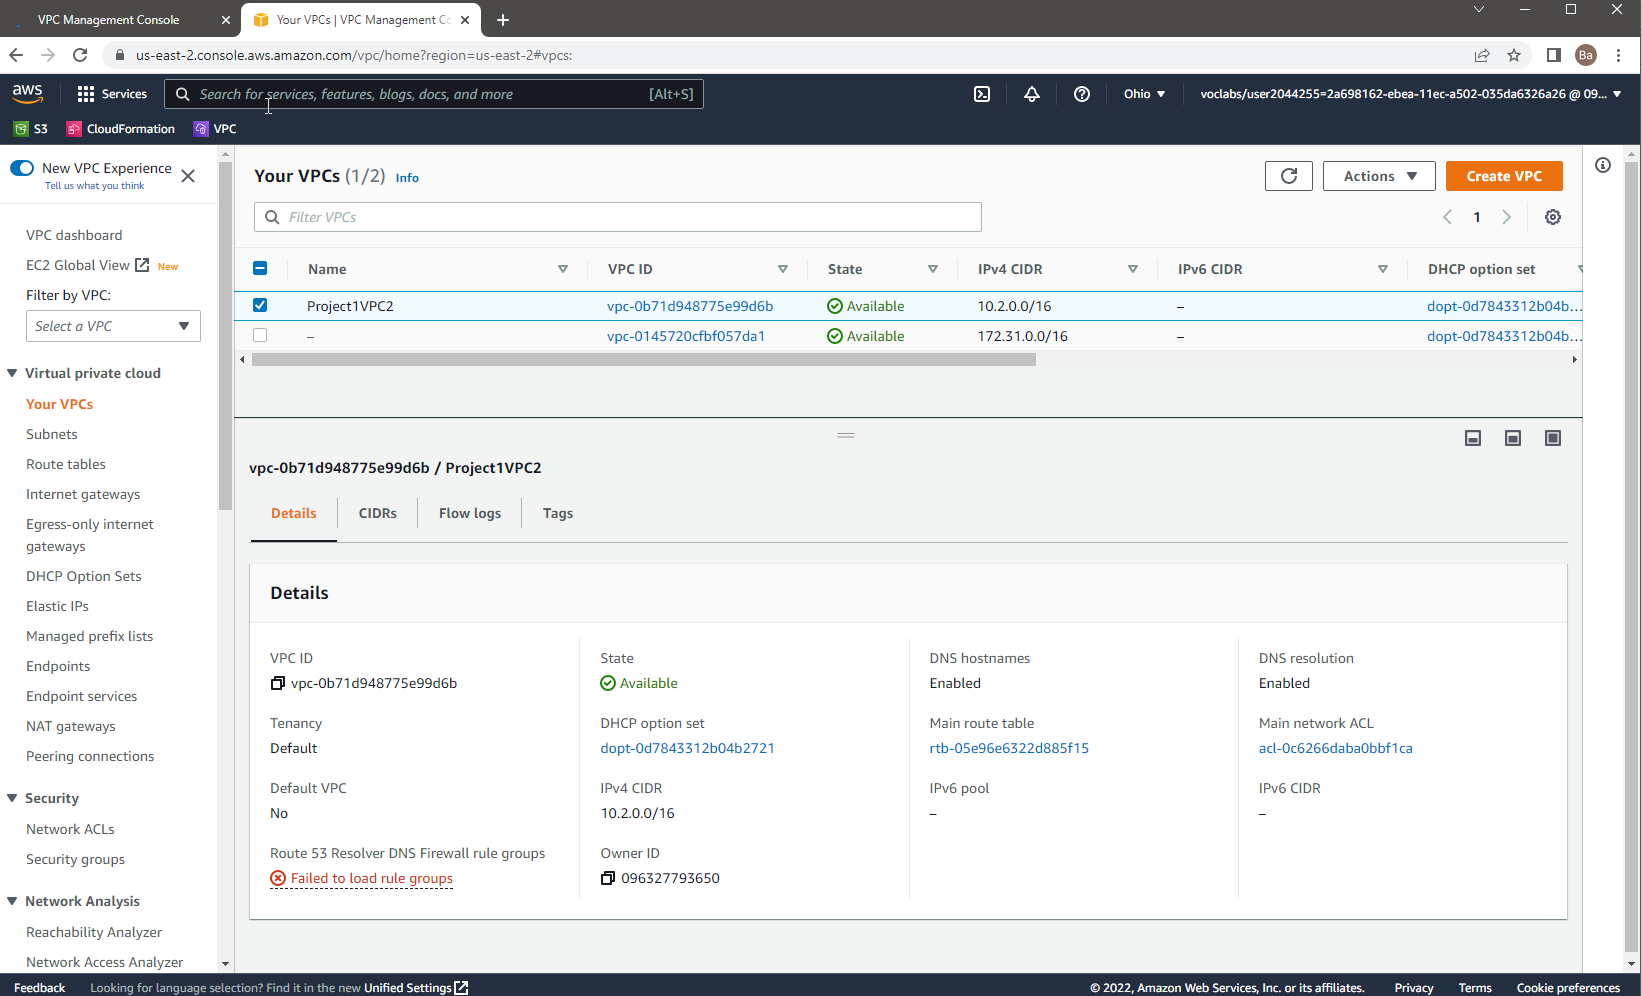 VPC Management Console
Your VPCs | VPC Management Co
us-east-2.console.aws.amazon.com/vpc/home?region=us-east-2#vpcs:
Ba
aws
Services
Search for services, features, blogs, docs, and more
[Alt+S]
Ohio
voclabs/user2044255=2a698162-ebea-11ec-a502-035da6326a26 @ 09...
S3
CloudFormation
VPC
New VPC Experience
Tell us what you think
VPC dashboard
EC2 Global View
New
Filter by VPC:
Select a VPC
Virtual private cloud
Your VPCs
Subnets
Route tables
Internet gateways
Egress-only internet
gateways
DHCP Option Sets
Elastic IPs
Managed prefix lists
Endpoints
Endpoint services
NAT gateways
Peering connections
Security
Network ACLs
Security groups
Network Analysis
Reachability Analyzer
Network Access Analyzer
Your VPCs (1/2) Info
Actions
Create VPC
Filter VPCs
1
Name VPC ID State IPv4 CIDR IPv6 CIDR DHCP option set
Project1VPC2 vpc-0b71d948775e99d6b Available 10.2.0.0/16 – dopt-0d7843312b04b...
– vpc-0145720cfbf057da1 Available 172.31.0.0/16 – dopt-0d7843312b04b...
vpc-0b71d948775e99d6b / Project1VPC2
Details CIDRs Flow logs Tags
Details
VPC ID
vpc-0b71d948775e99d6b
State
Available
DNS hostnames
Enabled
DNS resolution
Enabled
Tenancy
Default
DHCP option set
dopt-0d7843312b04b2721
Main route table
rtb-05e96e6322d885f15
Main network ACL
acl-0c6266daba0bbf1ca
Default VPC
No
IPv4 CIDR
10.2.0.0/16
IPv6 pool
–
IPv6 CIDR
–
Route 53 Resolver DNS Firewall rule groups
Failed to load rule groups
Owner ID
096327793650
Feedback
Looking for language selection? Find it in the new Unified Settings
© 2022, Amazon Web Services, Inc. or its affiliates.
Privacy
Terms
Cookie preferences